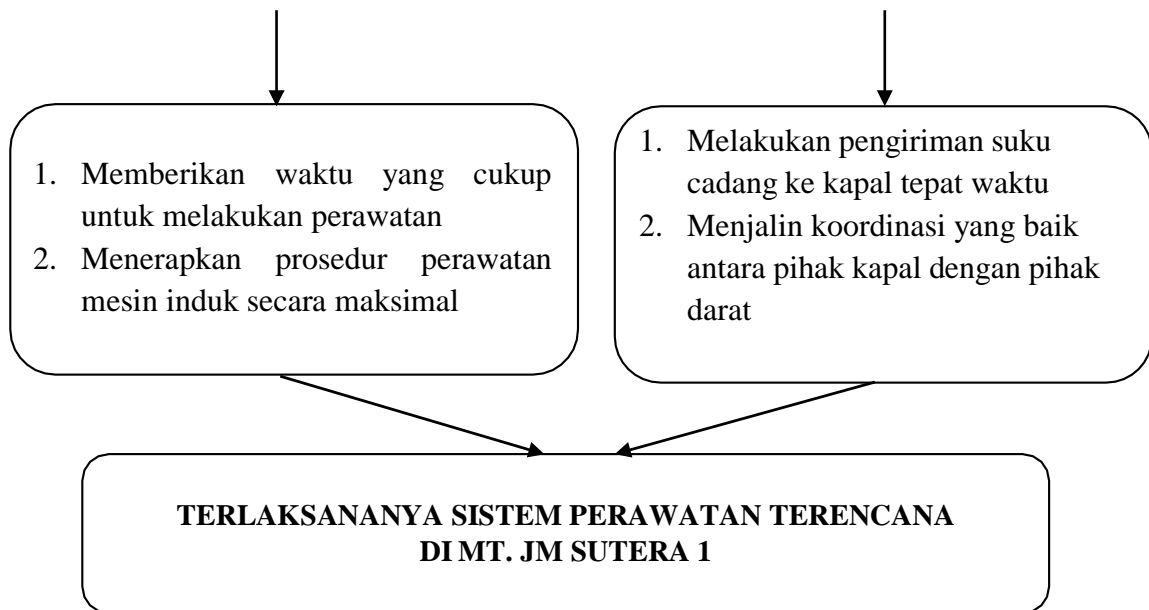 1. Memberikan waktu yang cukup
untuk melakukan perawatan
2. Menerapkan prosedur perawatan
mesin induk secara maksimal
1. Melakukan pengiriman suku
cadang ke kapal tepat waktu
2. Menjalin koordinasi yang baik
antara pihak kapal dengan pihak
darat
TERLAKSANANYA SISTEM PERAWATAN TERENCANA
DI MT. JM SUTERA 1